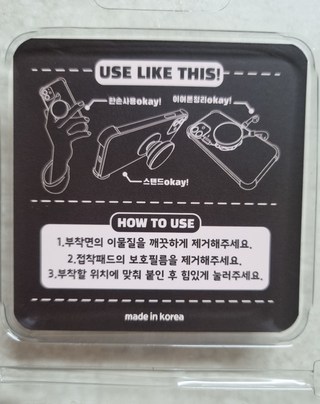 USE LIKE THIS!
한손사용okay!
이어폰정리okay!
스탠드okay!
HOW TO USE
1.부착면의 이물질을 깨끗하게 제거해주세요.
2.접착패드의 보호필름을 제거해주세요.
3.부착할 위치에 맞춰 붙인 후 힘있게 눌러주세요.
made in korea